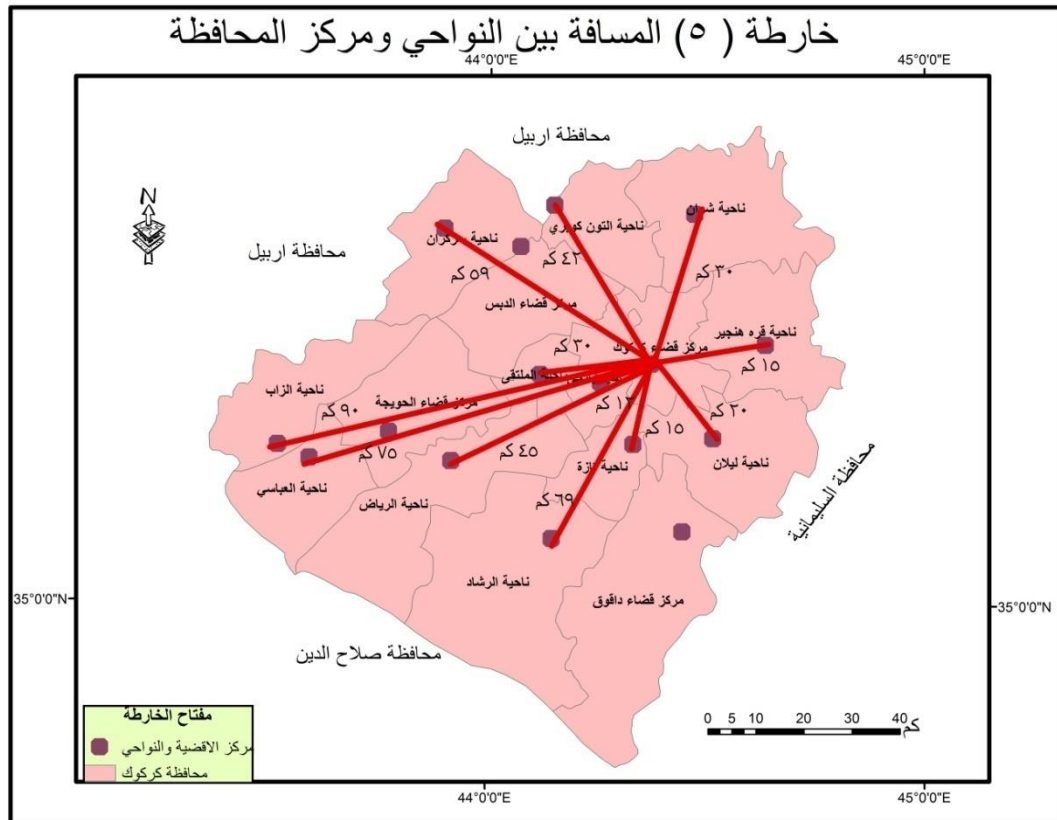 خارطة ( ٥) المسافة بين النواحي ومركز المحافظة
44°0'0"E
45°0'0"E
محافظة اربيل
N
ناحية شوان
ناحية التون كوبري
ناحية سركران
محافظة اربيل
٤٢ كم
٥٩ كم
٣٠ كم
مركز قضاء الدبس
ناحية قره هنجير
٣٠ كم
مركز قضاء كركوك
١٥ كم
ناحية الملتقى
ناحية الزاب
مركز قضاء الحويجة
٩٠ كم
١٢ كم
٢٠ كم
١٥ كم
٧٥ كم
٤٥ كم
ناحية ليلان
ناحية تازة
ناحية العباسي
ناحية الرياض
٦٩ كم
محافظة السليمانية
ناحية الرشاد
مركز قضاء داقوق
35°0'0"N
35°0'0"N
محافظة صلاح الدين
مفتاح الخارطة
مركز الاقضية والنواحي
محافظة كركوك
0 5 10 20 30 40
كم
44°0'0"E
45°0'0"E